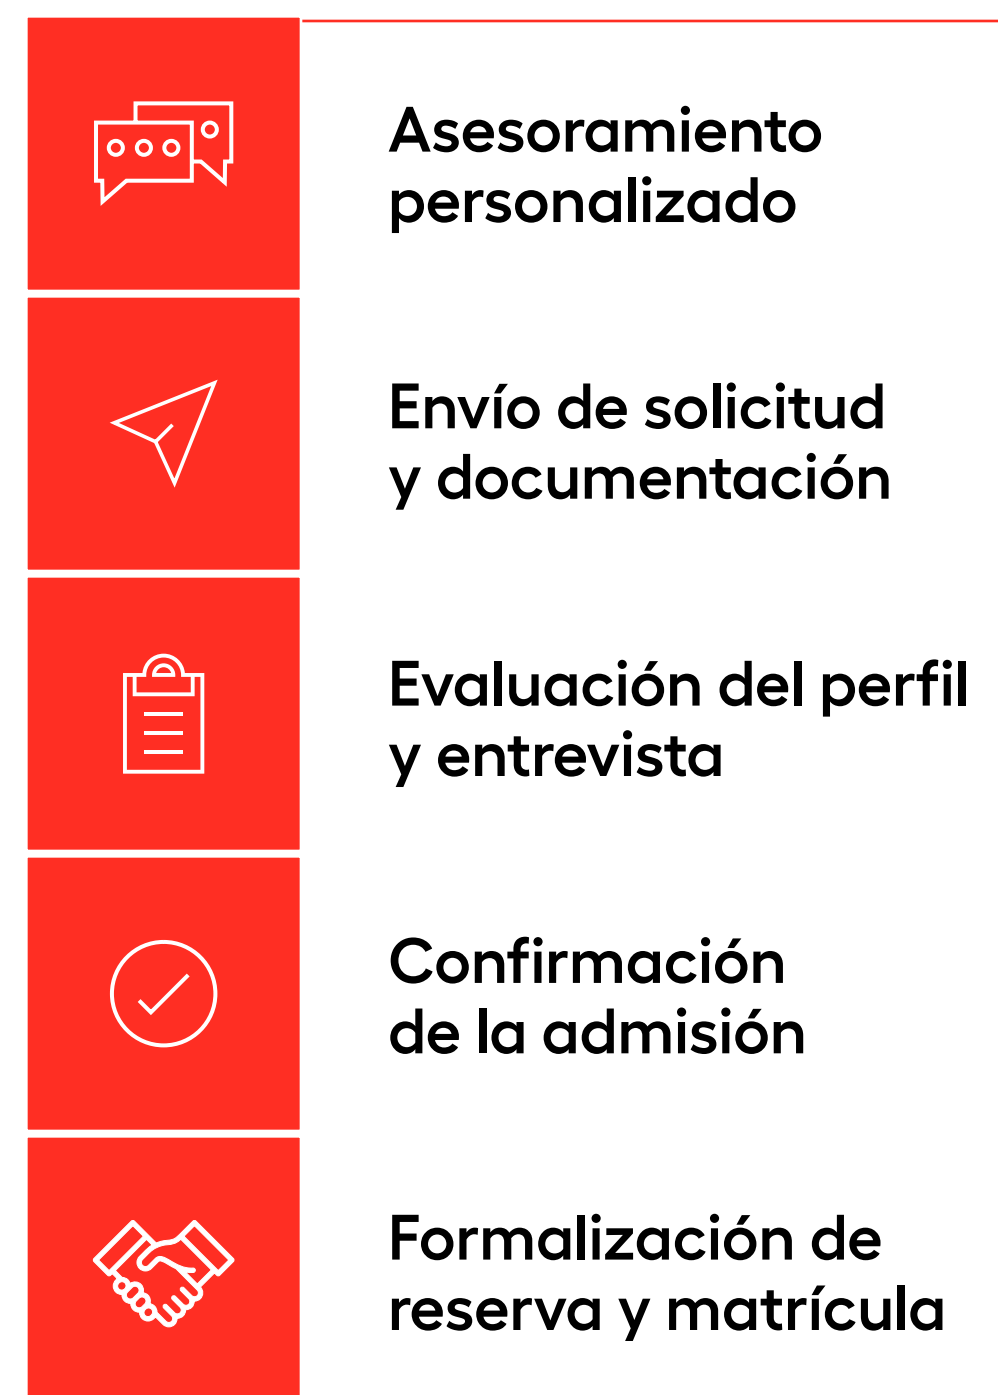 Asesoramiento
personalizado
Envío de solicitud
y documentación
Evaluación del perfil
y entrevista
Confirmación
de la admisión
Formalización de
reserva y matrícula